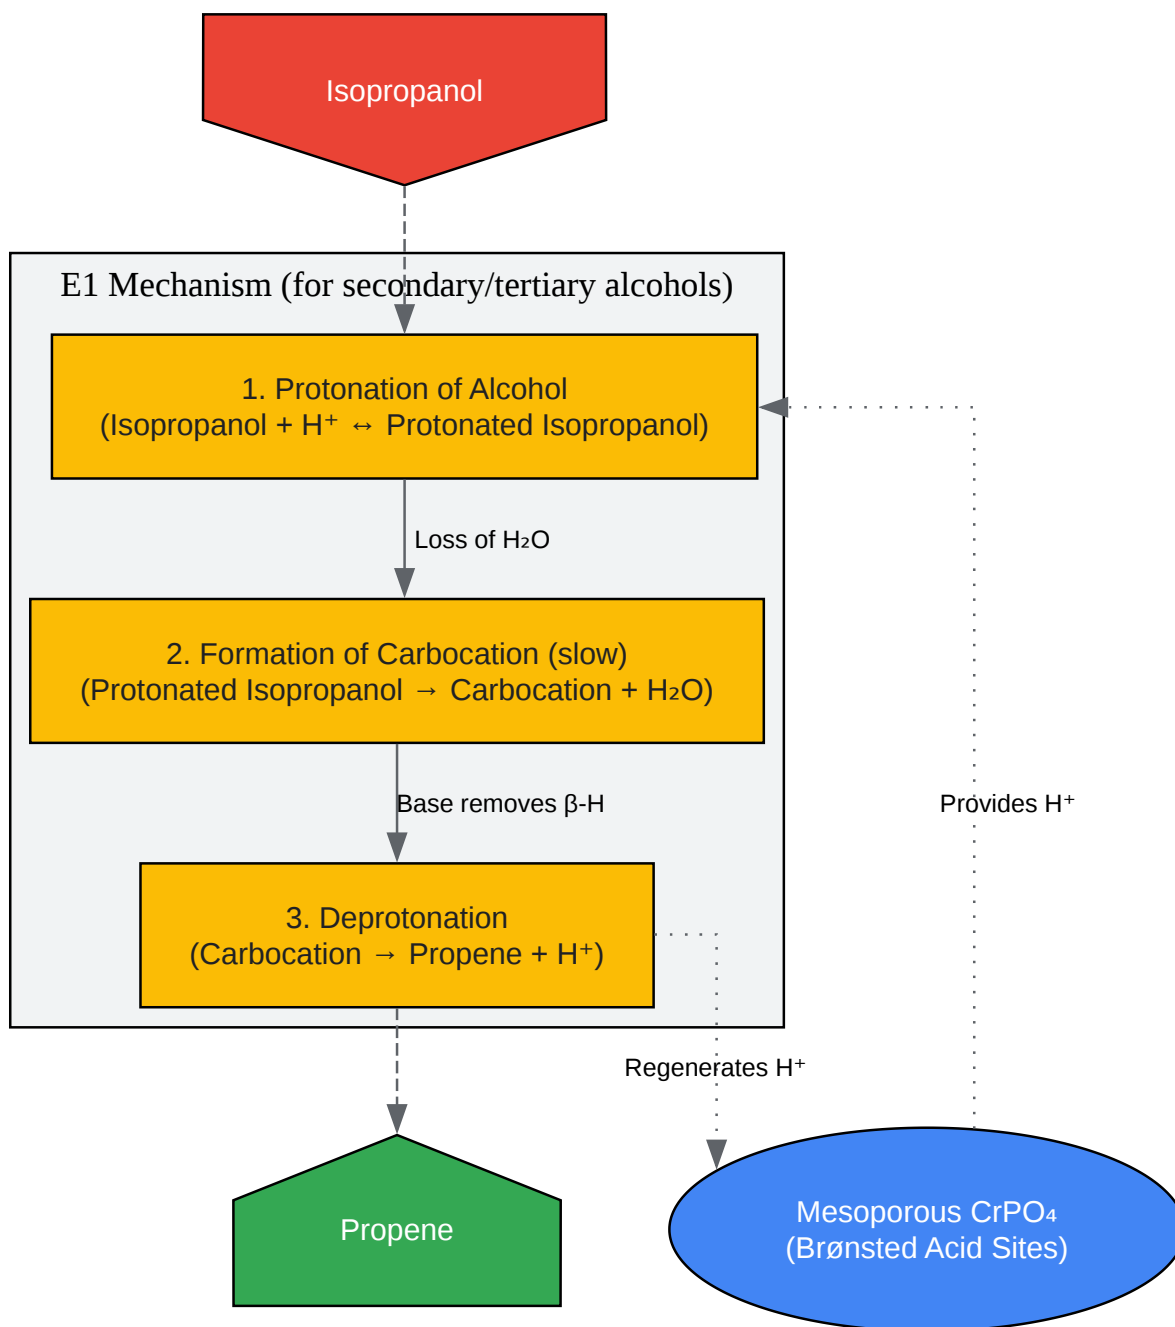 Isopropanol
E1 Mechanism (for secondary/tertiary alcohols)
1. Protonation of Alcohol
(Isopropanol + H⁺ ↔ Protonated Isopropanol)
Loss of H₂O
2. Formation of Carbocation (slow)
(Protonated Isopropanol → Carbocation + H₂O)
Base removes β-H
Provides H⁺
3. Deprotonation
(Carbocation → Propene + H⁺)
Regenerates H⁺
Propene
Mesoporous CrPO₄
(Brønsted Acid Sites)